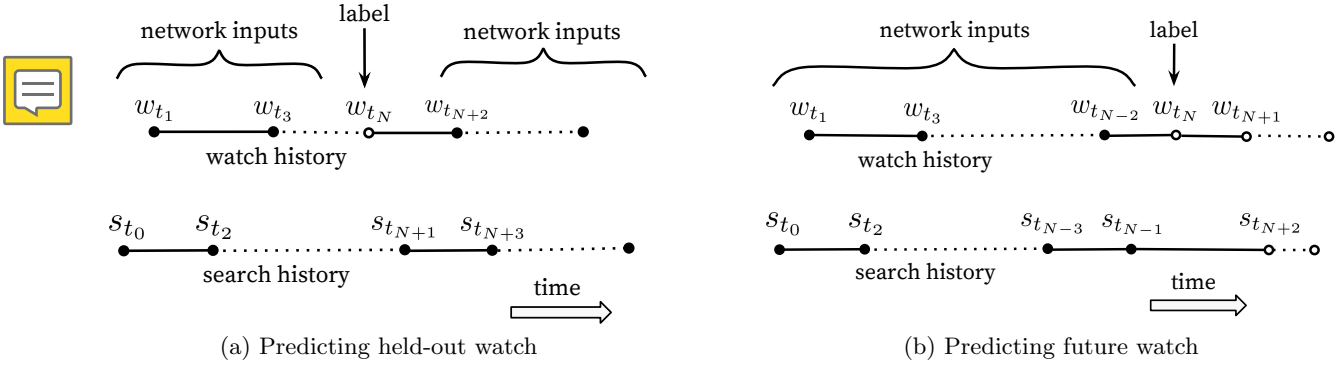 label
network inputs
network inputs
w_{t_1} w_{t_3} w_{t_N} w_{t_{N+2}}
watch history
s_{t_0} s_{t_2} s_{t_{N+1}} s_{t_{N+3}}
search history
time
(a) Predicting held-out watch
network inputs
label
w_{t_1} w_{t_3} w_{t_{N-2}} w_{t_N} w_{t_{N+1}}
watch history
s_{t_0} s_{t_2} s_{t_{N-3}} s_{t_{N-1}} s_{t_{N+2}}
search history
time
(b) Predicting future watch